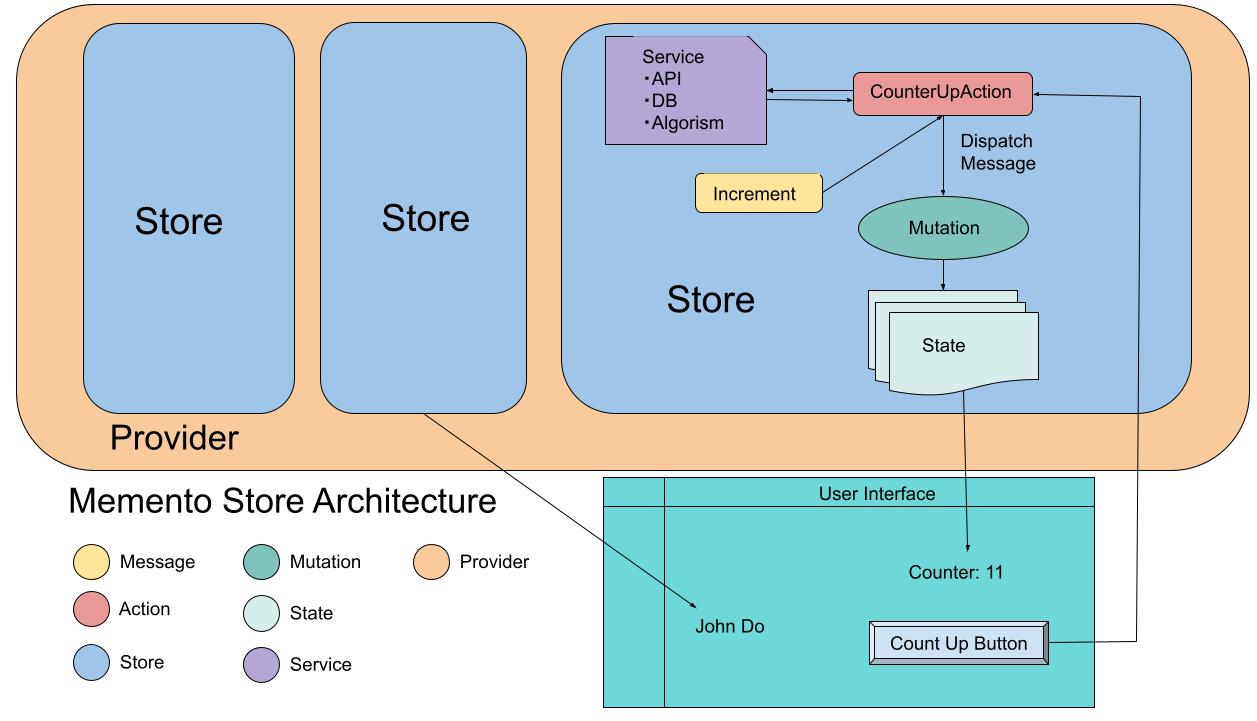 Service
・API
・DB
・Algorism
CounterUpAction
Dispatch
Message
Increment
Mutation
Store
Store
Store
State
Provider
Memento Store Architecture
Message
Mutation
Provider
Action
State
Store
Service
User Interface
Counter: 11
John Do
Count Up Button